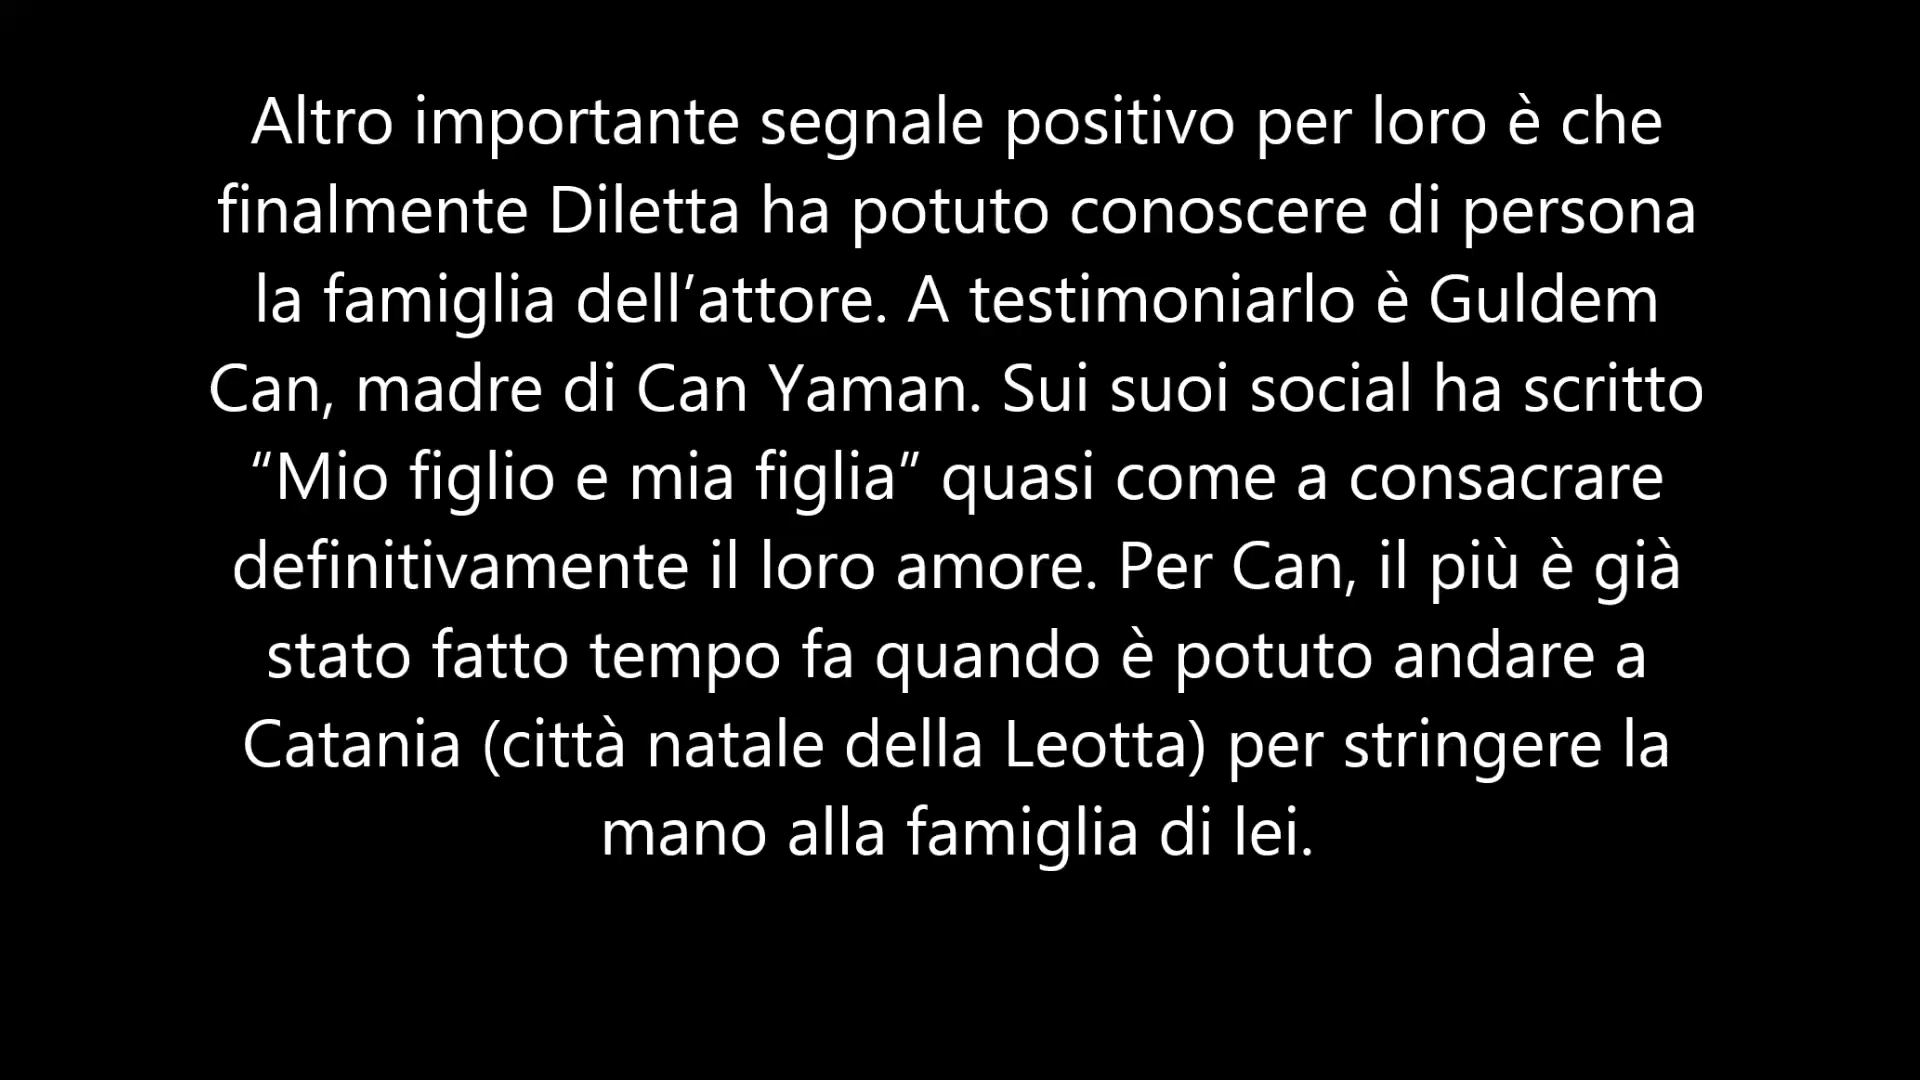 Altro importante segnale positivo per loro è che
finalmente Diletta ha potuto conoscere di persona
la famiglia dell’attore. A testimoniarlo è Guldem
Can, madre di Can Yaman. Sui suoi social ha scritto
“Mio figlio e mia figlia” quasi come a consacrare
definitivamente il loro amore. Per Can, il più è già
stato fatto tempo fa quando è potuto andare a
Catania (città natale della Leotta) per stringere la
mano alla famiglia di lei.